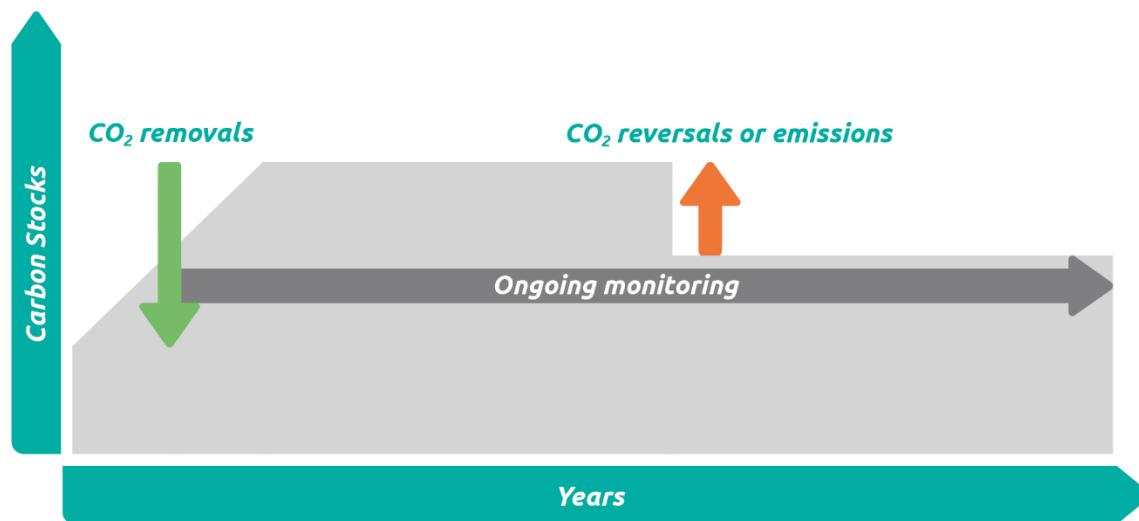 CO₂ removals
CO₂ reversals or emissions
Carbon Stocks
Ongoing monitoring
Years